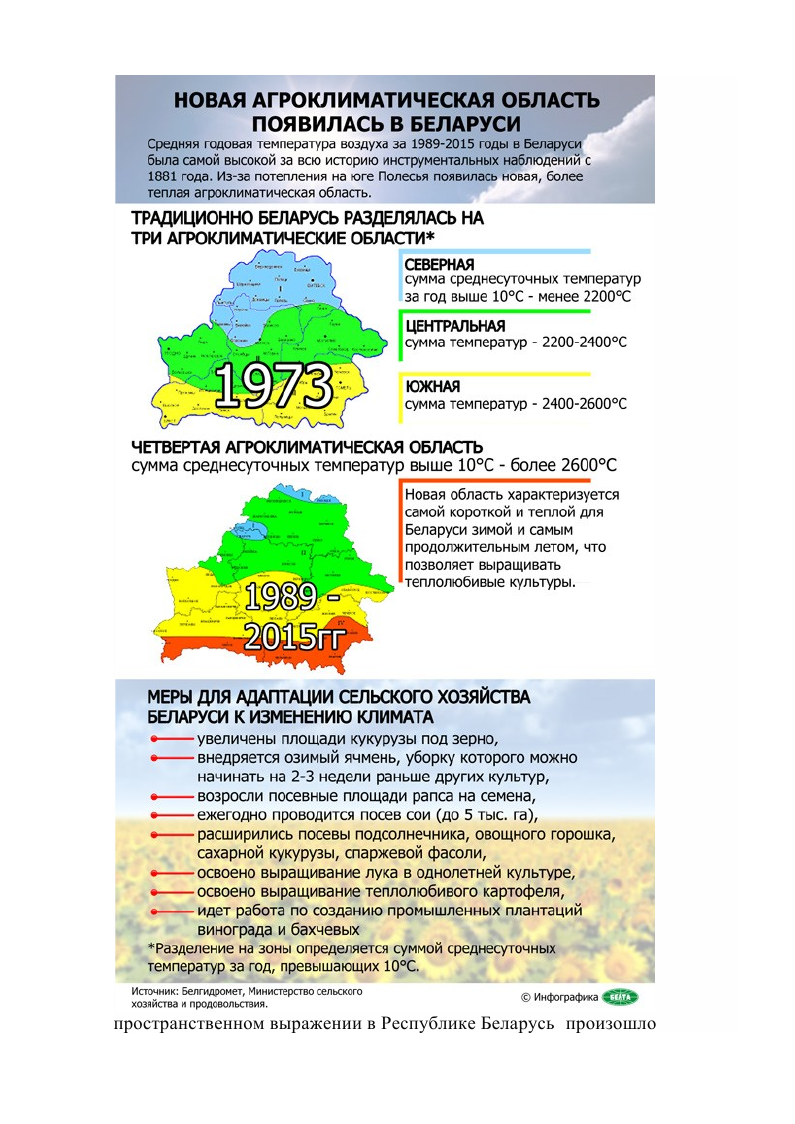 НОВАЯ АГРОКЛИМАТИЧЕСКАЯ ОБЛАСТЬ
ПОЯВИЛАСЬ В БЕЛАРУСИ
Средняя годовая температура воздуха за 1989-2015 годы в Беларуси
была самой высокой за всю историю инструментальных наблюдений с
1881 года. Из-за потепления на юге Полесья появилась новая, более
теплая агроклиматическая область.
ТРАДИЦИОННО БЕЛАРУСЬ РАЗДЕЛЯЛАСЬ НА
ТРИ АГРОКЛИМАТИЧЕСКИЕ ОБЛАСТИ*
СЕВЕРНАЯ
сумма среднесуточных температур
за год выше 10°C - менее 2200°C
ЦЕНТРАЛЬНАЯ
сумма температур - 2200-2400°C
ЮЖНАЯ
сумма температур - 2400-2600°C
I
1973
ЧЕТВЕРТАЯ АГРОКЛИМАТИЧЕСКАЯ ОБЛАСТЬ
сумма среднесуточных температур выше 10°C - более 2600°C
Новая область характеризуется
самой короткой и теплой для
Беларуси зимой и самым
продолжительным летом, что
позволяет выращивать
теплолюбивые культуры.
I
II
IV
1989 -
2015гг
МЕРЫ ДЛЯ АДАПТАЦИИ СЕЛЬСКОГО ХОЗЯЙСТВА
БЕЛАРУСИ К ИЗМЕНЕНИЮ КЛИМАТА
увеличены площади кукурузы под зерно,
внедряется озимый ячмень, уборку которого можно
начинать на 2-3 недели раньше других культур,
возросли посевные площади рапса на семена,
ежегодно проводится посев сои (до 5 тыс. га),
расширились посевы подсолнечника, овощного горошка,
сахарной кукурузы, спаржевой фасоли,
освоено выращивание лука в однолетней культуре,
освоено выращивание теплолюбивого картофеля,
идет работа по созданию промышленных плантаций
винограда и бахчевых
*Разделение на зоны определяется суммой среднесуточных
температур за год, превышающих 10°C.
Источник: Белгидромет, Министерство сельского
хозяйства и продовольствия.
© Инфографика БЕЛТА
пространственном выражении в Республике Беларусь произошло